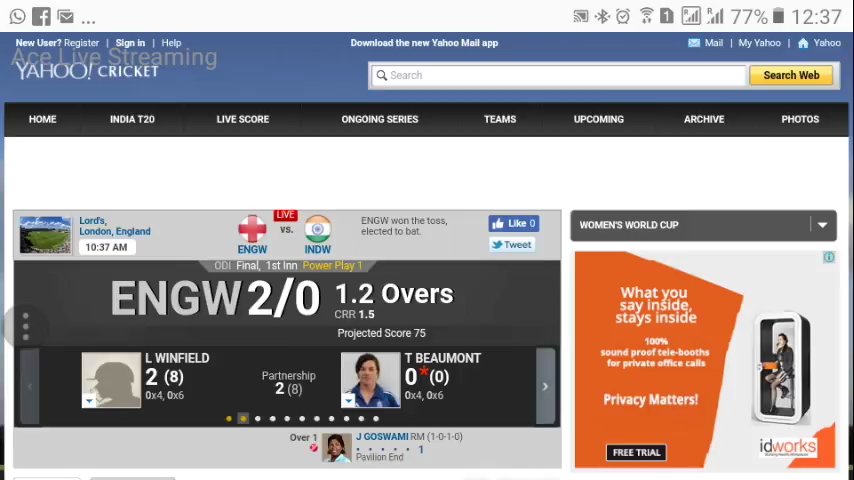 ... 77% 12:37
New User? Register Sign in Help Download the new Yahoo Mail app Mail My Yahoo Yahoo
Ace Live Streaming
YAHOO! CRICKET Search Search Web
HOME INDIA T20 LIVE SCORE ONGOING SERIES TEAMS UPCOMING ARCHIVE PHOTOS
Lord's,
London, England
10:37 AM
LIVE
vs.
ENGW INDW
ENGW won the toss,
elected to bat.
Like 0
Tweet
WOMEN'S WORLD CUP
ODI Final, 1st Inn Power Play 1
ENGW 2/0 1.2 Overs
CRR 1.5
Projected Score 75
L WINFIELD
2 (8)
0x4, 0x6
Partnership
2 (8)
T BEAUMONT
0* (0)
0x4, 0x6
Over 1 J GOSWAMI RM (1-0-1-0)
. . . . . 1
Pavilion End
What you
say inside,
stays inside
100%
sound proof tele-booths
for private office calls
Privacy Matters!
FREE TRIAL
idworks